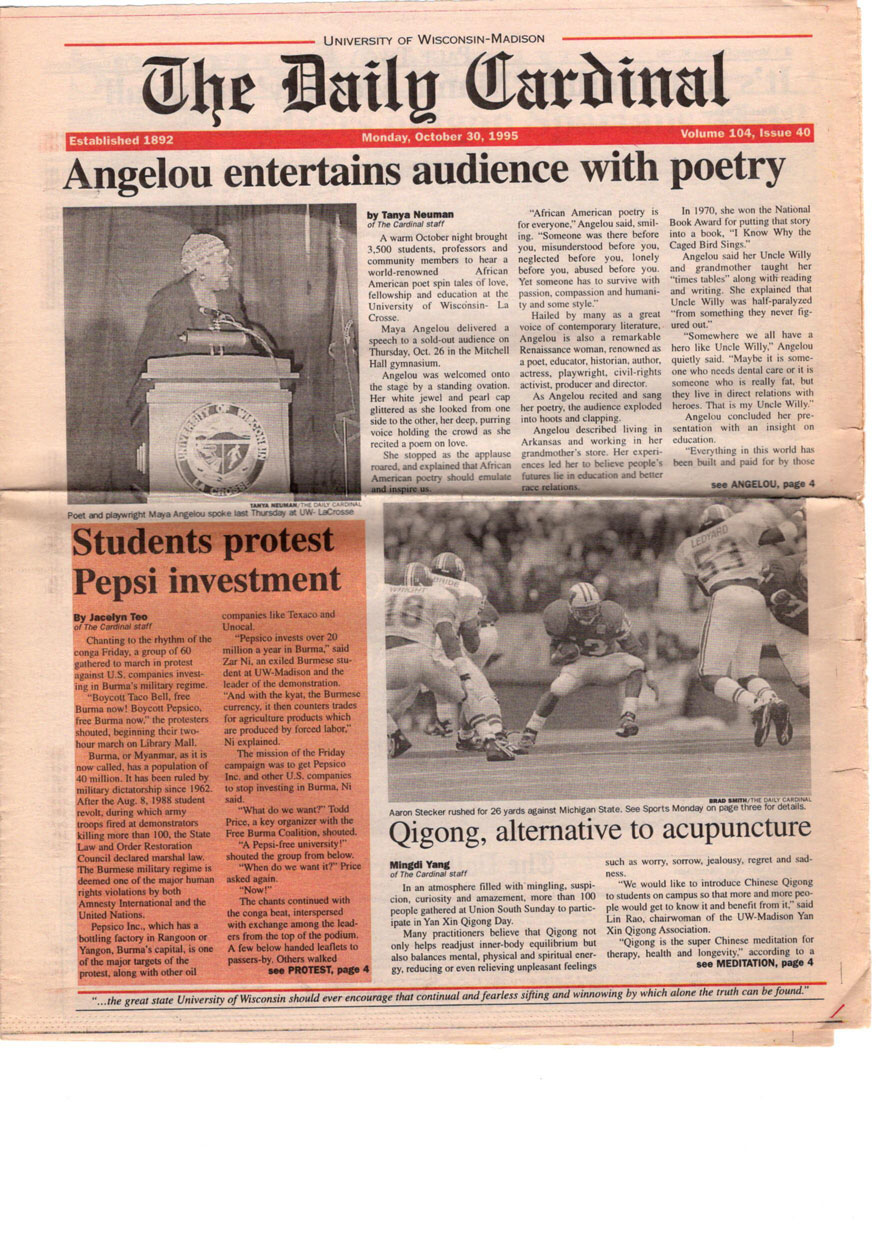 UNIVERSITY OF WISCONSIN-MADISON
The Daily Cardinal
Established 1892
Monday, October 30, 1995
Volume 104, Issue 40
Angelou entertains audience with poetry
by Tanya Neuman
of The Cardinal staff
A warm October night brought
3,500 students, professors and
community members to hear a
world-renowned African
American poet spin tales of love,
fellowship and education at the
University of Wisconsin- La
Crosse.
Maya Angelou delivered a
speech to a sold-out audience on
Thursday, Oct. 26 in the Mitchell
Hall gymnasium.
Angelou was welcomed onto
the stage by a standing ovation.
Her white jewel and pearl cap
glittered as she looked from one
side to the other, her deep, purring
voice holding the crowd as she
recited a poem on love.
She stopped as the applause
roared, and explained that African
American poetry should emulate
and inspire us.
"African American poetry is
for everyone," Angelou said, smil-
ing. "Someone was there before
you, misunderstood before you,
neglected before you, lonely
before you, abused before you.
Yet someone has to survive with
passion, compassion and humani-
ty and some style."
Hailed by many as a great
voice of contemporary literature,
Angelou is also a remarkable
Renaissance woman, renowned as
a poet, educator, historian, author,
actress, playwright, civil-rights
activist, producer and director.
As Angelou recited and sang
her poetry, the audience exploded
into hoots and clapping.
Angelou described living in
Arkansas and working in her
grandmother's store. Her experi-
ences led her to believe people's
futures lie in education and better
race relations.
In 1970, she won the National
Book Award for putting that story
into a book, "I Know Why the
Caged Bird Sings."
Angelou said her Uncle Willy
and grandmother taught her
"times tables" along with reading
and writing. She explained that
Uncle Willy was half-paralyzed
"from something they never fig-
ured out."
"Somewhere we all have a
hero like Uncle Willy," Angelou
quietly said. "Maybe it is some-
one who needs dental care or it is
someone who is really fat, but
they live in direct relations with
heroes. That is my Uncle Willy."
Angelou concluded her pre-
sentation with an insight on
education.
"Everything in this world has
been built and paid for by those
see ANGELOU, page 4
UNIVERSITY OF WISCONSIN
LA CROSSE
TANYA NEUMAN/THE DAILY CARDINAL
Poet and playwright Maya Angelou spoke last Thursday at UW- LaCrosse
Students protest
Pepsi investment
By Jacelyn Teo
of The Cardinal staff
Chanting to the rhythm of the
conga Friday, a group of 60
gathered to march in protest
against U.S. companies invest-
ing in Burma's military regime.
"Boycott Taco Bell, free
Burma now! Boycott Pepsico,
free Burma now," the protesters
shouted, beginning their two-
hour march on Library Mall.
Burma, or Myanmar, as it is
now called, has a population of
40 million. It has been ruled by
military dictatorship since 1962.
After the Aug. 8, 1988 student
revolt, during which army
troops fired at demonstrators
killing more than 100, the State
Law and Order Restoration
Council declared marshal law.
The Burmese military regime is
deemed one of the major human
rights violations by both
Amnesty International and the
United Nations.
Pepsico Inc., which has a
bottling factory in Rangoon or
Yangon, Burma's capital, is one
of the major targets of the
protest, along with other oil
companies like Texaco and
Unocal.
"Pepsico invests over 20
million a year in Burma," said
Zar Ni, an exiled Burmese stu-
dent at UW-Madison and the
leader of the demonstration.
"And with the kyat, the Burmese
currency, it then counters trades
for agriculture products which
are produced by forced labor,"
Ni explained.
The mission of the Friday
campaign was to get Pepsico
Inc. and other U.S. companies
to stop investing in Burma, Ni
said.
"What do we want?" Todd
Price, a key organizer with the
Free Burma Coalition, shouted.
"A Pepsi-free university!"
shouted the group from below.
"When do we want it?" Price
asked again.
"Now!"
The chants continued with
the conga beat, interspersed
with exchange among the lead-
ers from the top of the podium.
A few below handed leaflets to
passers-by. Others walked
see PROTEST, page 4
LEDYARD
53
BRAD SMITH/THE DAILY CARDINAL
Aaron Stecker rushed for 26 yards against Michigan State. See Sports Monday on page three for details.
Qigong, alternative to acupuncture
Mingdi Yang
of The Cardinal staff
In an atmosphere filled with mingling, suspi-
cion, curiosity and amazement, more than 100
people gathered at Union South Sunday to partic-
ipate in Yan Xin Qigong Day.
Many practitioners believe that Qigong not
only helps readjust inner-body equilibrium but
also balances mental, physical and spiritual ener-
gy, reducing or even relieving unpleasant feelings
such as worry, sorrow, jealousy, regret and sad-
ness.
"We would like to introduce Chinese Qigong
to students on campus so that more and more peo-
ple would get to know it and benefit from it," said
Lin Rao, chairwoman of the UW-Madison Yan
Xin Qigong Association.
"Qigong is the super Chinese meditation for
therapy, health and longevity," according to a
see MEDITATION, page 4
"...the great state University of Wisconsin should ever encourage that continual and fearless sifting and winnowing by which alone the truth can be found."